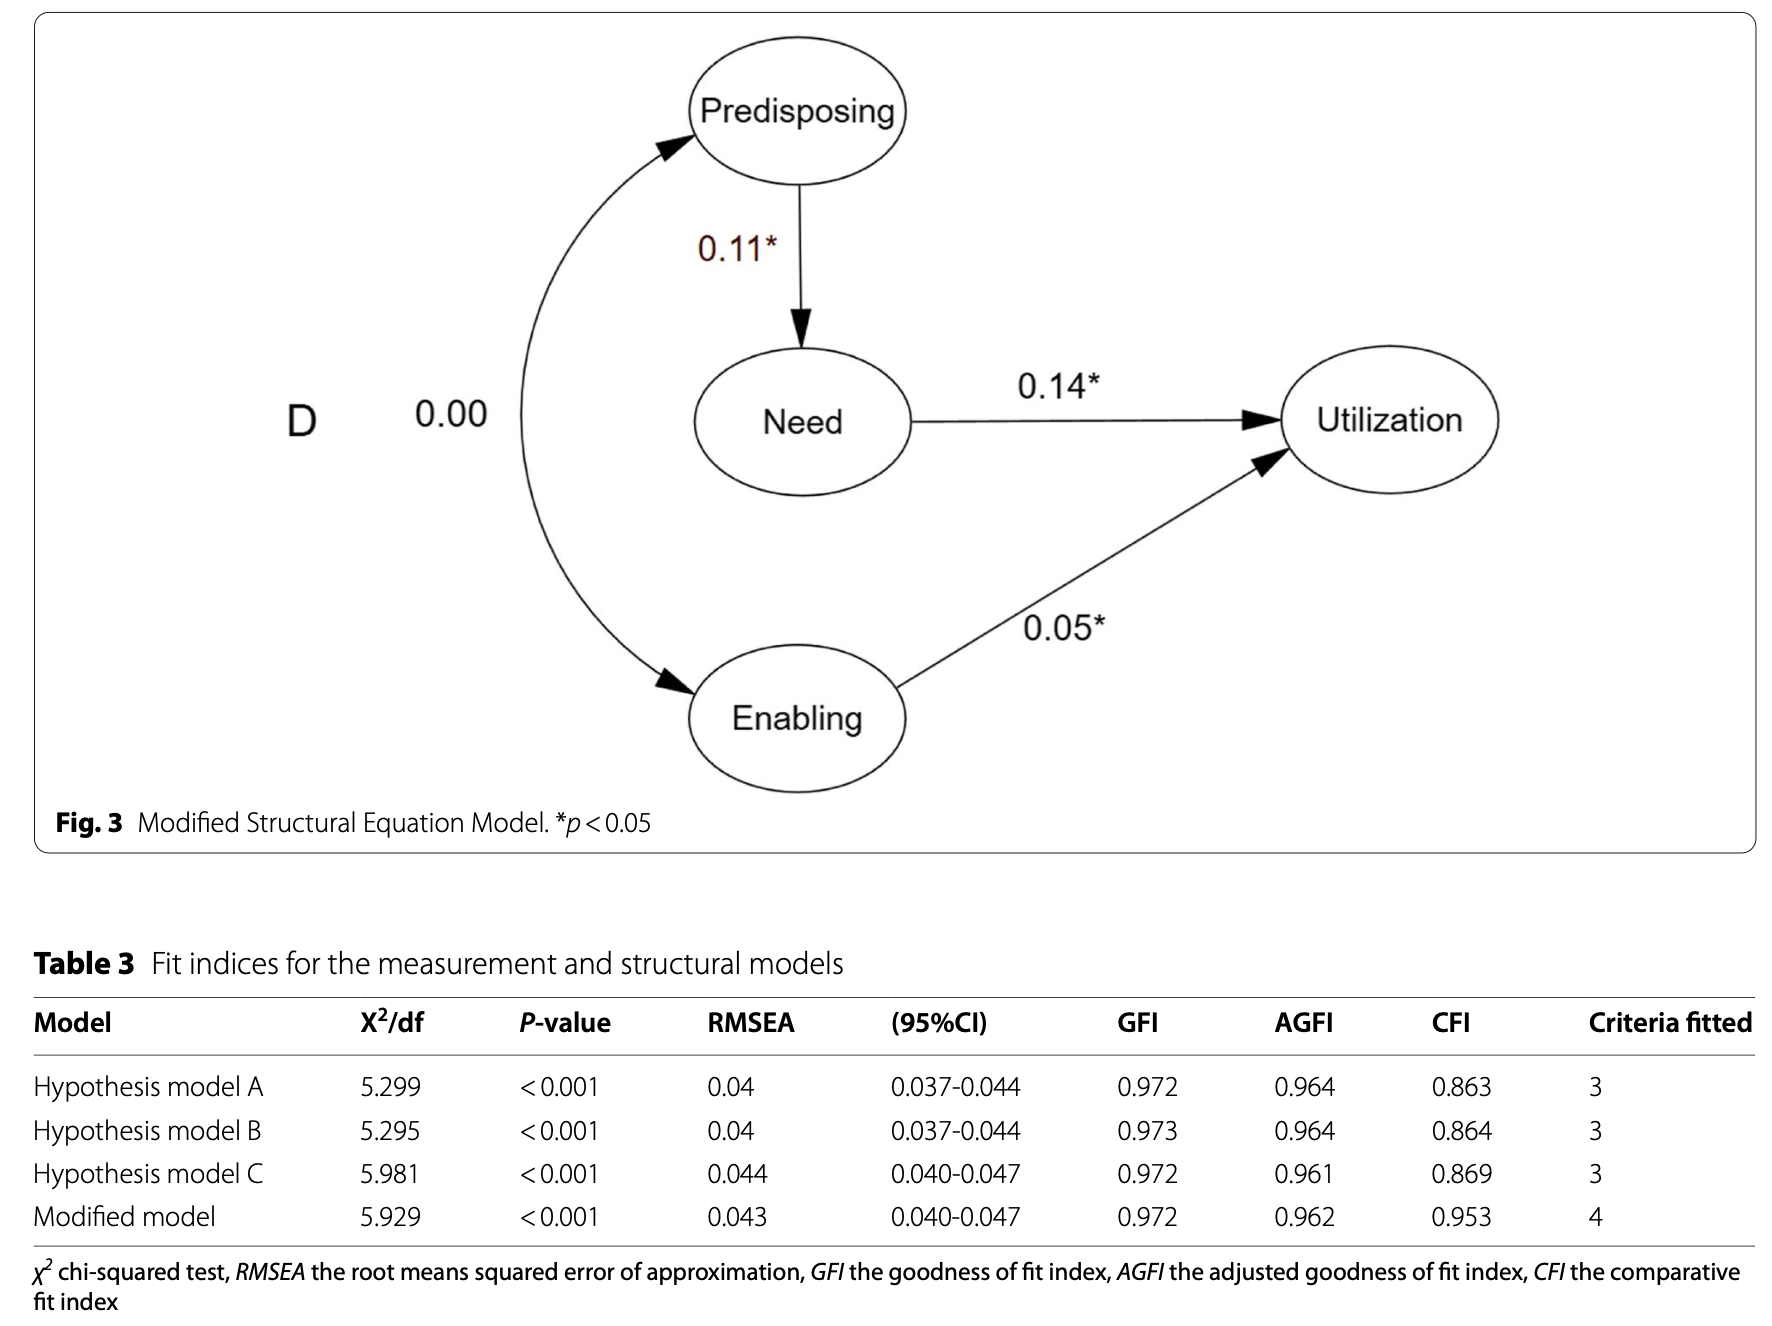 Predisposing
0.11*
0.14*
D 0.00 Need Utilization
0.05*
Enabling
Fig. 3 Modified Structural Equation Model. *p < 0.05
Table 3 Fit indices for the measurement and structural models
Model X²/df P-value RMSEA (95%CI) GFI AGFI CFI Criteria fitted
Hypothesis model A 5.299 < 0.001 0.04 0.037-0.044 0.972 0.964 0.863 3
Hypothesis model B 5.295 < 0.001 0.04 0.037-0.044 0.973 0.964 0.864 3
Hypothesis model C 5.981 < 0.001 0.044 0.040-0.047 0.972 0.961 0.869 3
Modified model 5.929 < 0.001 0.043 0.040-0.047 0.972 0.962 0.953 4
χ² chi-squared test, RMSEA the root means squared error of approximation, GFI the goodness of fit index, AGFI the adjusted goodness of fit index, CFI the comparative
fit index